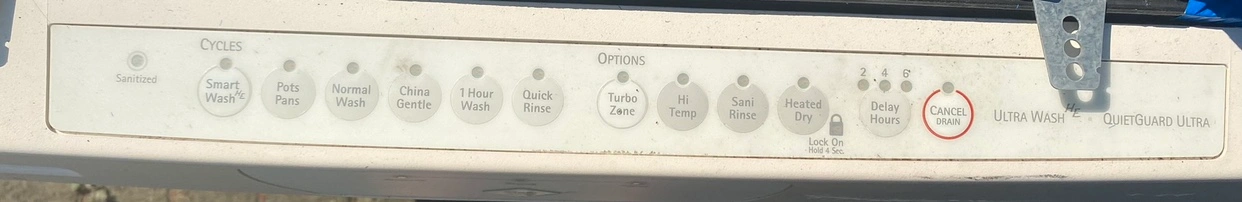 CYCLES
Sanitized
Smart
Wash HE
Pots
Pans
Normal
Wash
China
Gentle
1 Hour
Wash
Quick
Rinse
OPTIONS
Turbo
Zone
Hi
Temp
Sani
Rinse
Heated
Dry
Lock On
Hold 4 Sec.
2 4 6
Delay
Hours
CANCEL
DRAIN
ULTRA WASH HE
QUIETGUARD ULTRA